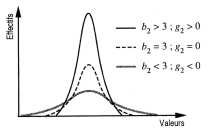 Effectifs
b₂ > 3 ; g₂ > 0
b₂ = 3 ; g₂ = 0
b₂ < 3 ; g₂ < 0
Valeurs